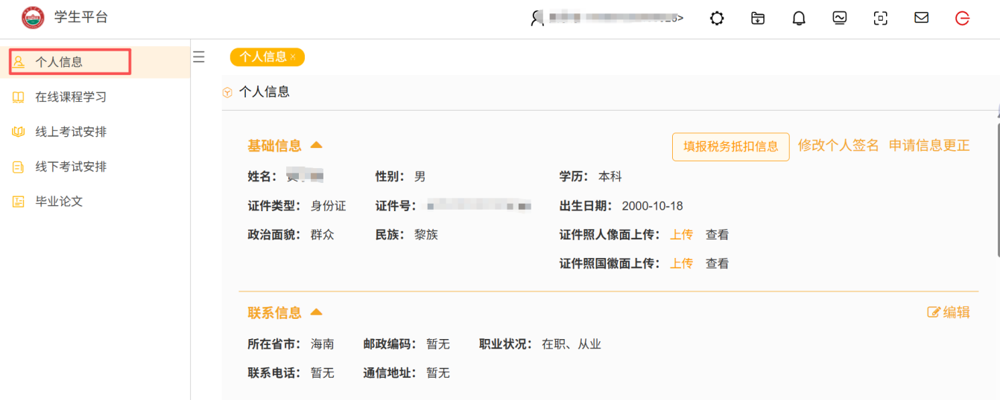 学生平台
个人信息
在线课程学习
线上考试安排
线下考试安排
毕业论文
个人信息 ×
个人信息
基础信息
填报税务抵扣信息 修改个人签名 申请信息更正
姓名： 性别： 男 学历： 本科
证件类型： 身份证 证件号： 出生日期： 2000-10-18
政治面貌： 群众 民族： 黎族 证件照人像面上传： 上传 查看
证件照国徽面上传： 上传 查看
联系信息 编辑
所在省市： 海南 邮政编码： 暂无 职业状况： 在职、从业
联系电话： 暂无 通信地址： 暂无